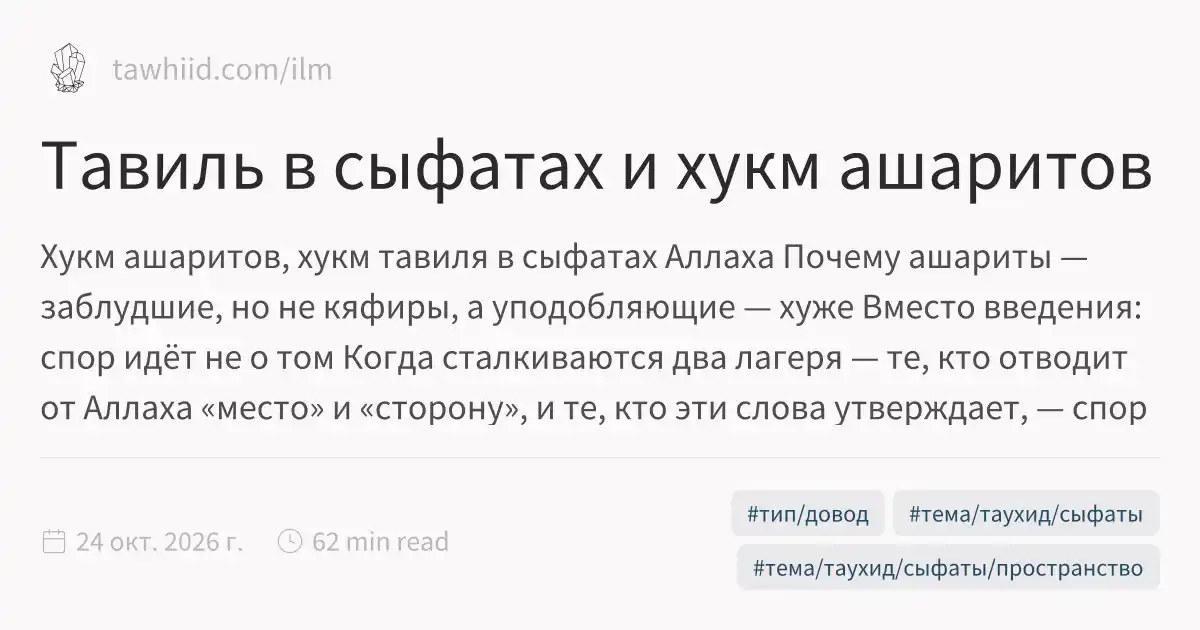 tawhiid.com/ilm
Тавиль в сыфатах и хукм ашаритов
Хукм ашаритов, хукм тавиля в сыфатах Аллаха Почему ашариты —
заблудшие, но не кяфиры, а уподобляющие — хуже Вместо введения:
спор идёт не о том Когда сталкиваются два лагеря — те, кто отводит
от Аллаха «место» и «сторону», и те, кто эти слова утверждает, — спор
24 окт. 2026 г. 62 min read
#тип/довод #тема/таухид/сыфаты
#тема/таухид/сыфаты/пространство